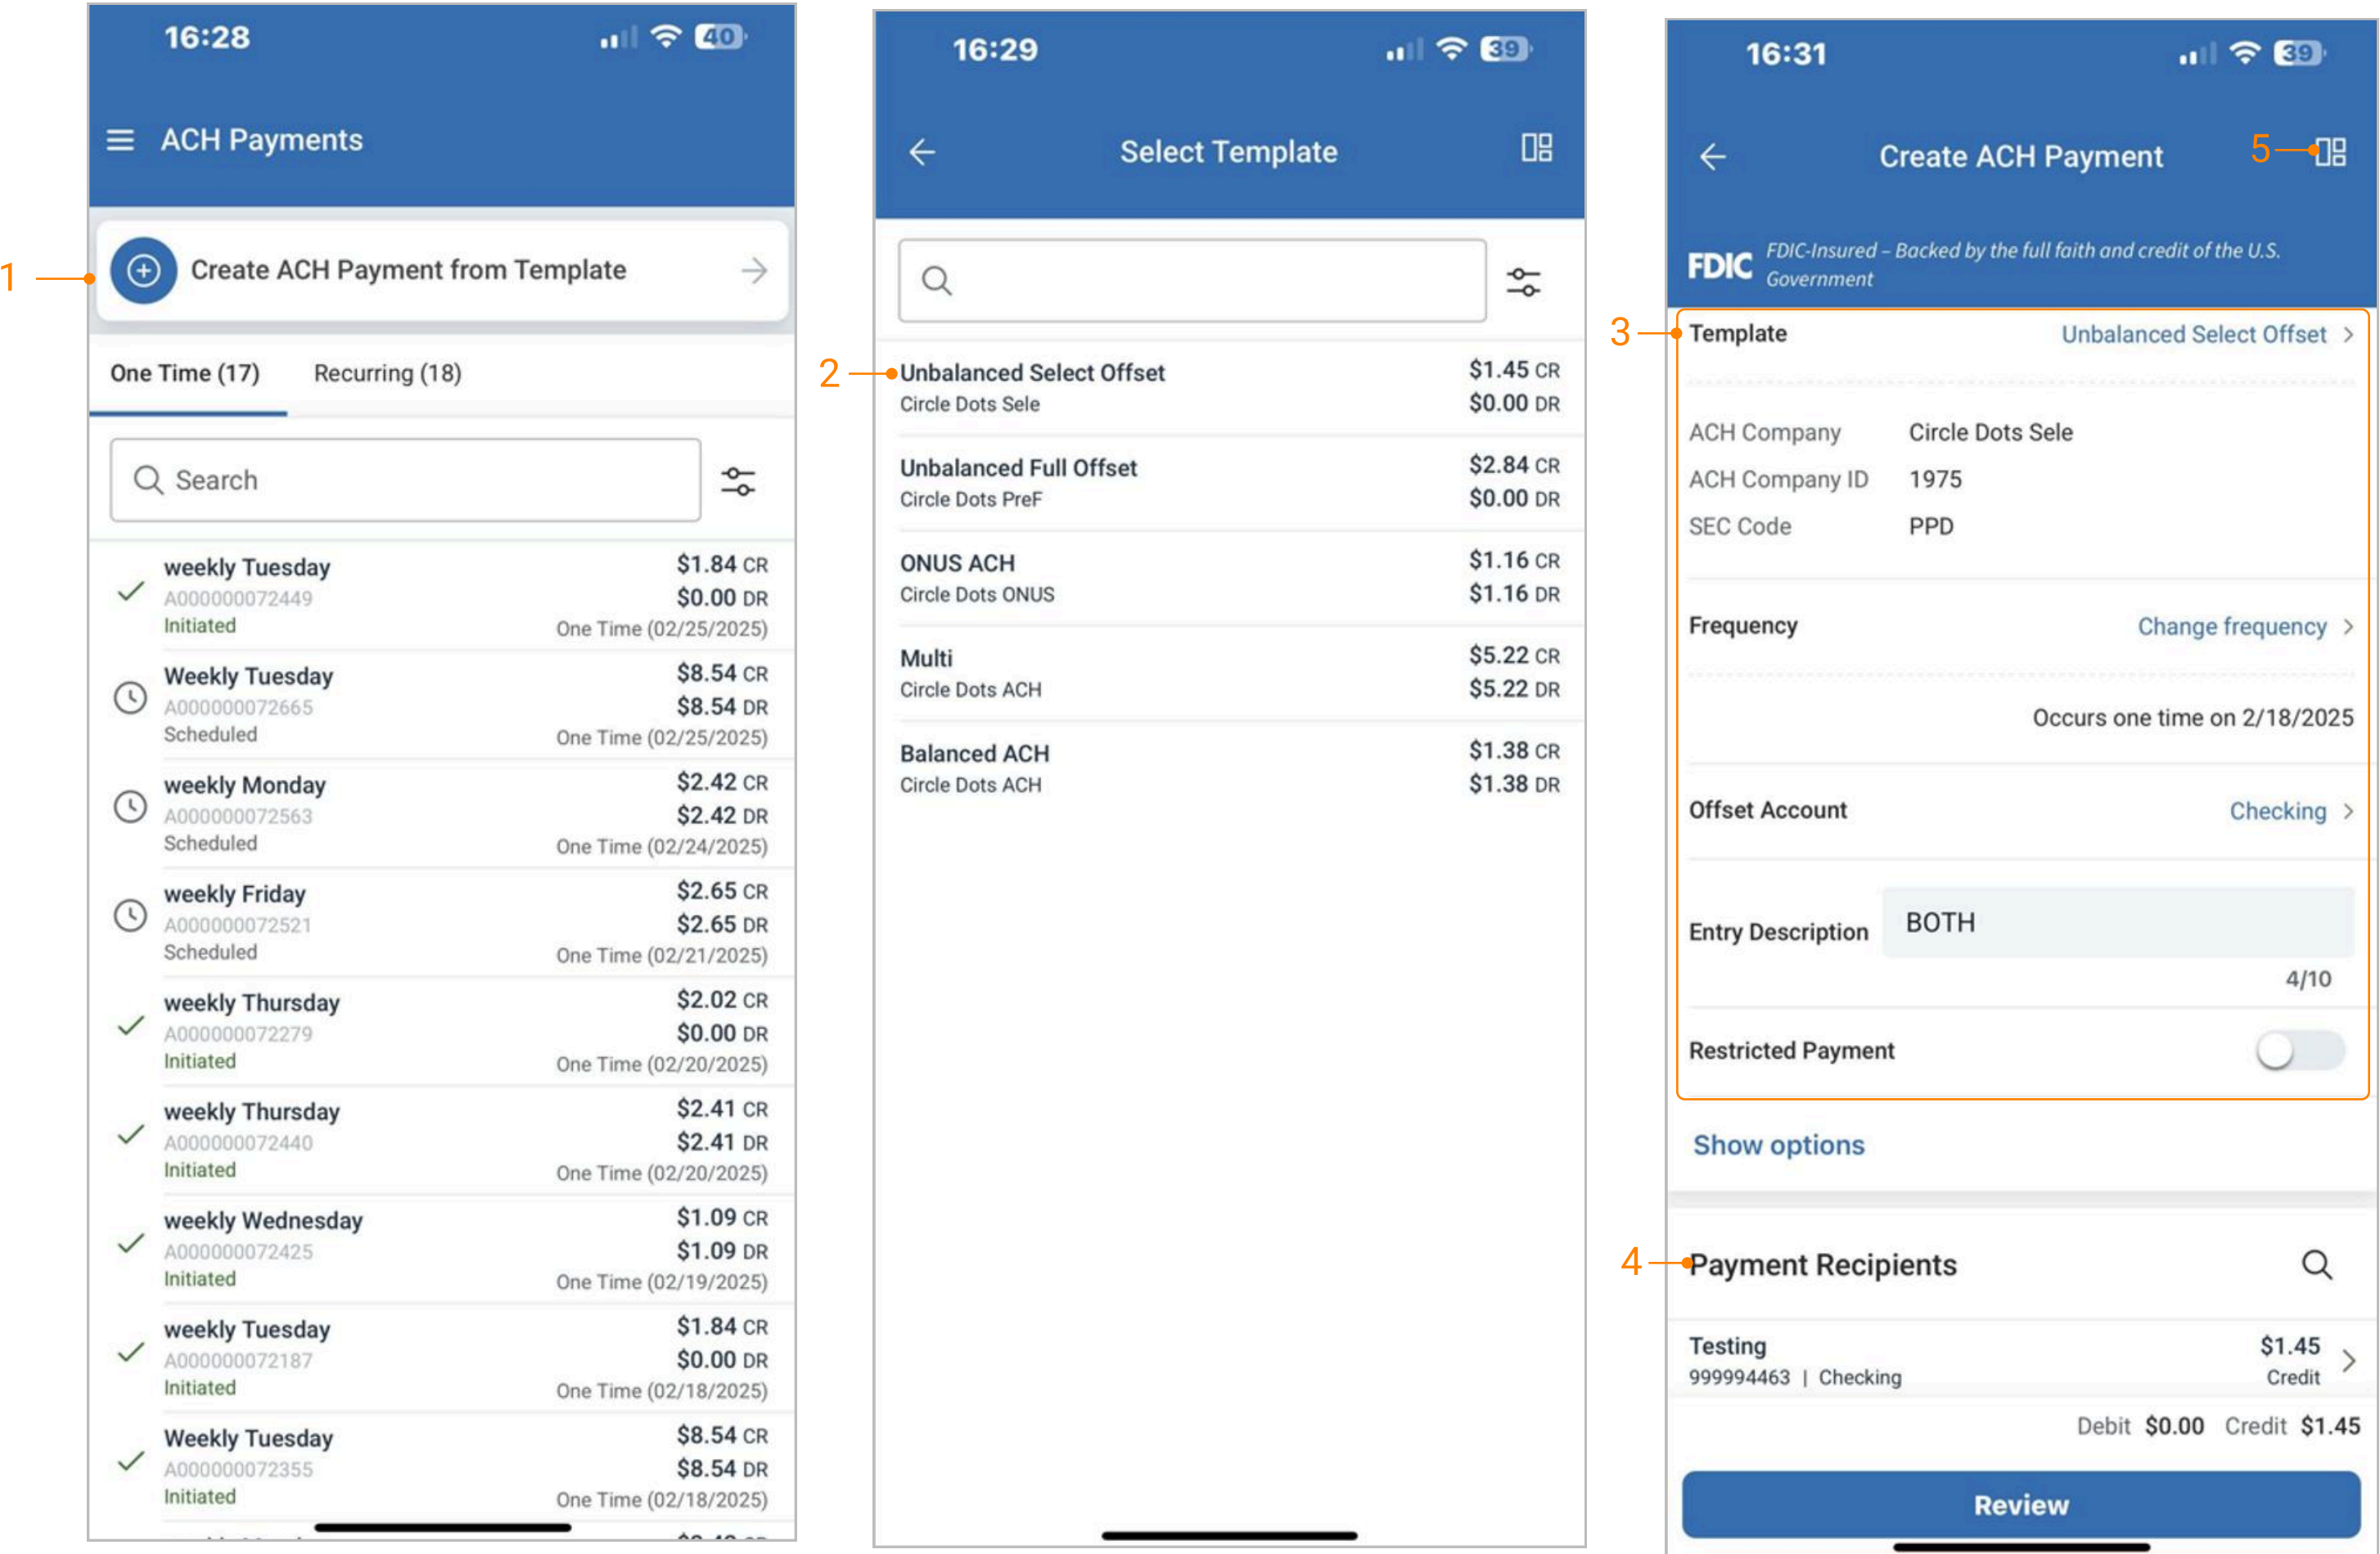 16:28
40
ACH Payments
1
Create ACH Payment from Template
One Time (17)
Recurring (18)
Search
weekly Tuesday
$1.84 CR
A000000072449
$0.00 DR
Initiated
One Time (02/25/2025)
Weekly Tuesday
$8.54 CR
A000000072665
$8.54 DR
Scheduled
One Time (02/25/2025)
weekly Monday
$2.42 CR
A000000072563
$2.42 DR
Scheduled
One Time (02/24/2025)
weekly Friday
$2.65 CR
A000000072521
$2.65 DR
Scheduled
One Time (02/21/2025)
weekly Thursday
$2.02 CR
A000000072279
$0.00 DR
Initiated
One Time (02/20/2025)
weekly Thursday
$2.41 CR
A000000072440
$2.41 DR
Initiated
One Time (02/20/2025)
weekly Wednesday
$1.09 CR
A000000072425
$1.09 DR
Initiated
One Time (02/19/2025)
weekly Tuesday
$1.84 CR
A000000072187
$0.00 DR
Initiated
One Time (02/18/2025)
Weekly Tuesday
$8.54 CR
A000000072355
$8.54 DR
Initiated
One Time (02/18/2025)
16:29
39
Select Template
2
Unbalanced Select Offset
$1.45 CR
Circle Dots Sele
$0.00 DR
Unbalanced Full Offset
$2.84 CR
Circle Dots PreF
$0.00 DR
ONUS ACH
$1.16 CR
Circle Dots ONUS
$1.16 DR
Multi
$5.22 CR
Circle Dots ACH
$5.22 DR
Balanced ACH
$1.38 CR
Circle Dots ACH
$1.38 DR
16:31
39
Create ACH Payment
5
FDIC
FDIC-Insured – Backed by the full faith and credit of the U.S.
Government
3
Template
Unbalanced Select Offset
ACH Company
Circle Dots Sele
ACH Company ID
1975
SEC Code
PPD
Frequency
Change frequency
Occurs one time on 2/18/2025
Offset Account
Checking
Entry Description
BOTH
4/10
Restricted Payment
Show options
4
Payment Recipients
Testing
$1.45
999994463 | Checking
Credit
Debit $0.00 Credit $1.45
Review